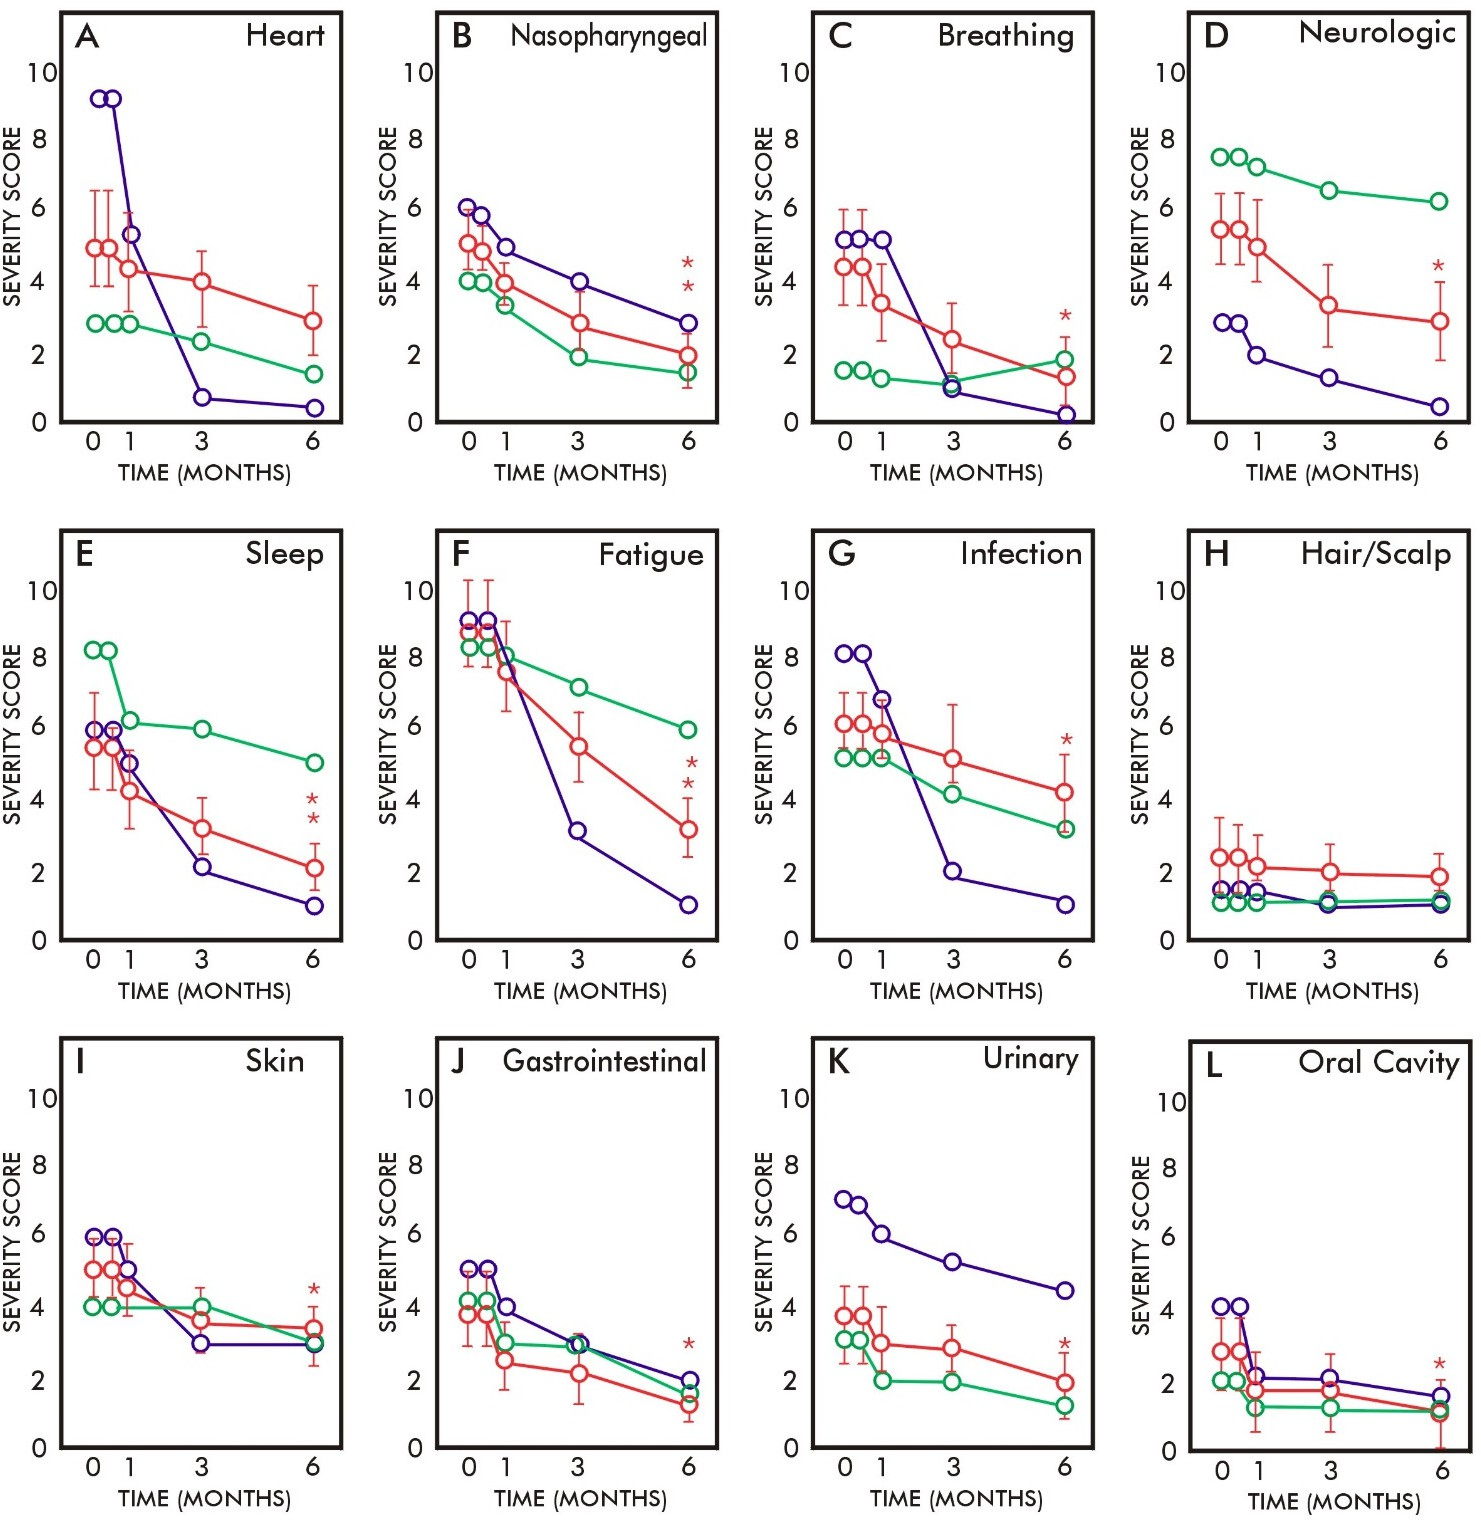 A Heart
10
8
6
4
2
0
SEVERITY SCORE
0 1 3 6
TIME (MONTHS)
B Nasopharyngeal
10
8
6
4
2
0
SEVERITY SCORE
*
*
0 1 3 6
TIME (MONTHS)
C Breathing
10
8
6
4
2
0
SEVERITY SCORE
*
0 1 3 6
TIME (MONTHS)
D Neurologic
10
8
6
4
2
0
SEVERITY SCORE
*
0 1 3 6
TIME (MONTHS)
E Sleep
10
8
6
4
2
0
SEVERITY SCORE
*
*
0 1 3 6
TIME (MONTHS)
F Fatigue
10
8
6
4
2
0
SEVERITY SCORE
*
*
0 1 3 6
TIME (MONTHS)
G Infection
10
8
6
4
2
0
SEVERITY SCORE
*
0 1 3 6
TIME (MONTHS)
H Hair/Scalp
10
8
6
4
2
0
SEVERITY SCORE
0 1 3 6
TIME (MONTHS)
I Skin
10
8
6
4
2
0
SEVERITY SCORE
*
0 1 3 6
TIME (MONTHS)
J Gastrointestinal
10
8
6
4
2
0
SEVERITY SCORE
*
0 1 3 6
TIME (MONTHS)
K Urinary
10
8
6
4
2
0
SEVERITY SCORE
*
0 1 3 6
TIME (MONTHS)
L Oral Cavity
10
8
6
4
2
0
SEVERITY SCORE
*
0 1 3 6
TIME (MONTHS)